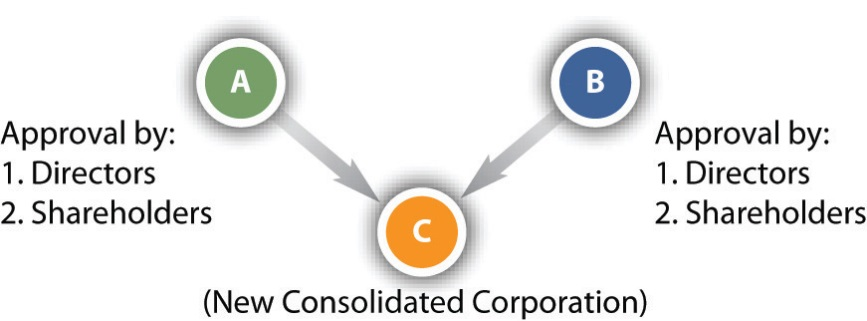 A
B
Approval by:
1. Directors
2. Shareholders
Approval by:
1. Directors
2. Shareholders
C
(New Consolidated Corporation)